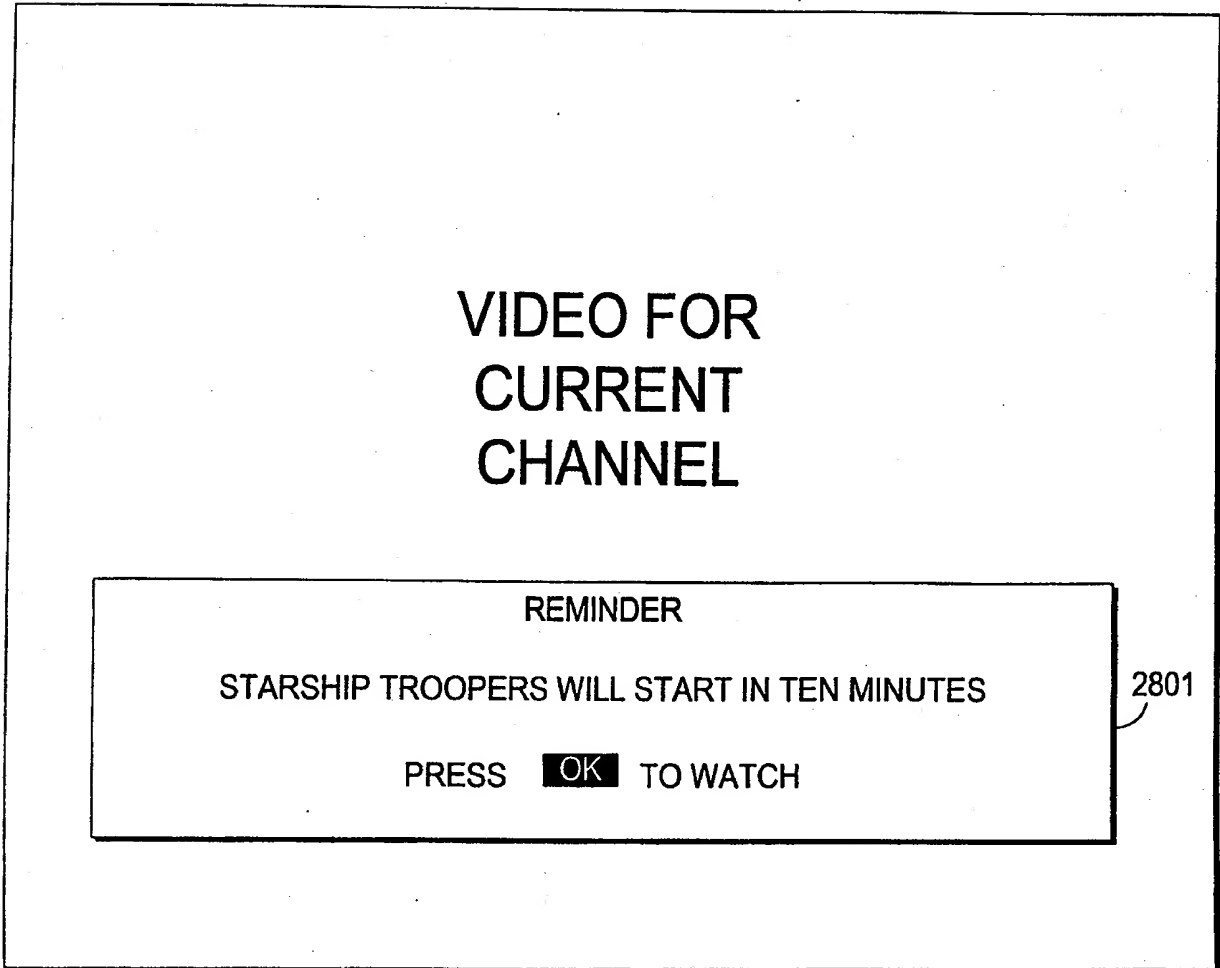 VIDEO FOR
CURRENT
CHANNEL
REMINDER
STARSHIP TROOPERS WILL START IN TEN MINUTES
2801
PRESS OK TO WATCH